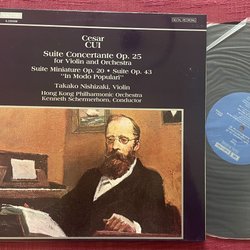 Cesar
CUI
Suite Concertante Op. 25
for Violin and Orchestra
Suite Miniature Op. 20 • Suite Op. 43
"In Modo Populari"
Takako Nishizaki, Violin
Hong Kong Philharmonic Orchestra
Kenneth Schermerhorn, Conductor